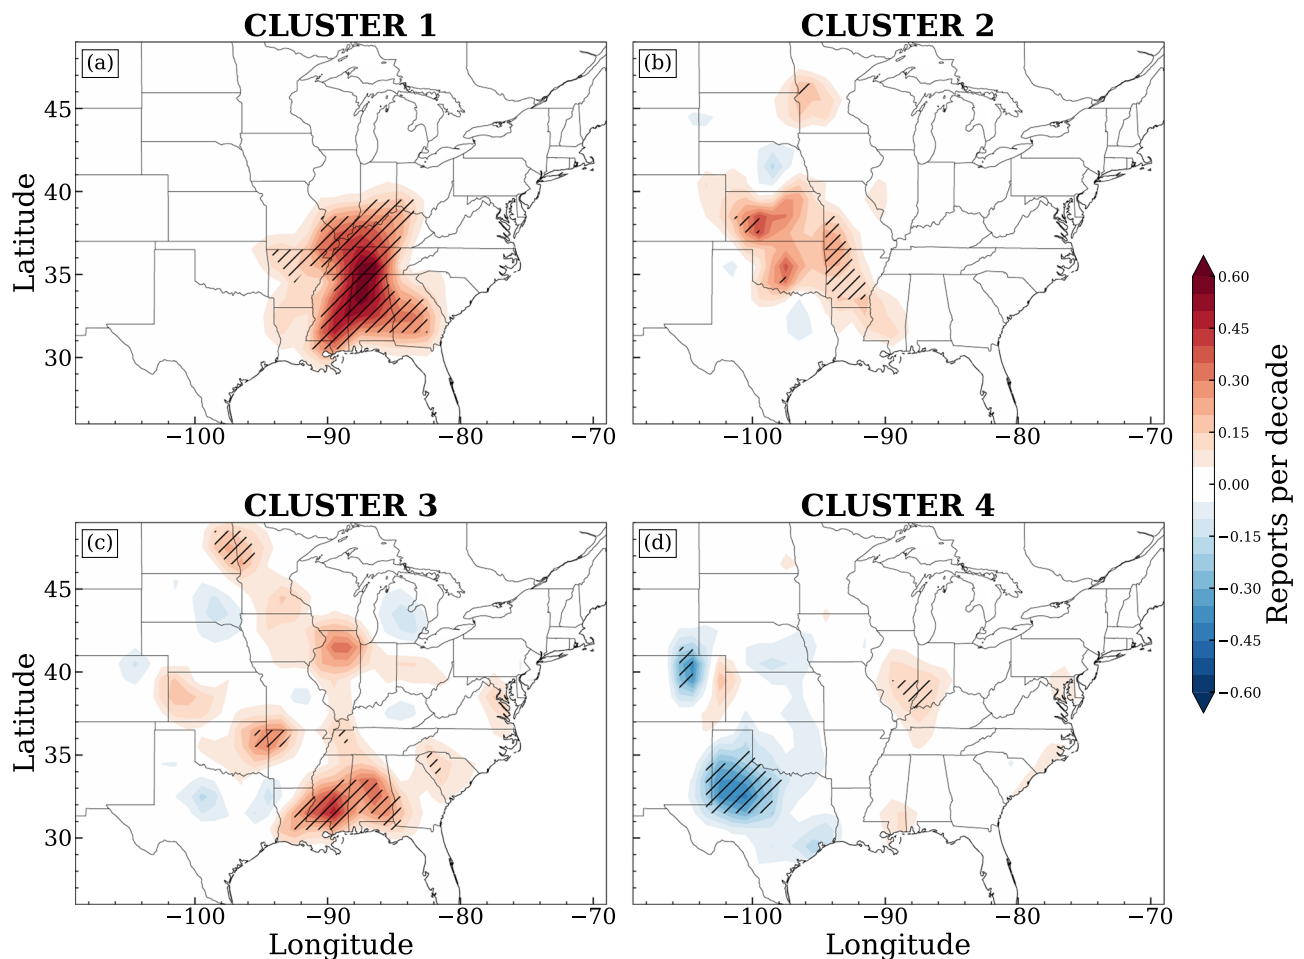 CLUSTER 1
CLUSTER 2
(a)
(b)
Latitude
45
40
35
30
−100
−90
−80
−100
−90
−80
−70
−70
0.60
0.45
0.30
0.15
0.00
−0.15
−0.30
−0.45
−0.60
Reports per decade
CLUSTER 3
CLUSTER 4
(c)
(d)
Latitude
45
40
35
30
−100
−90
−80
−70
−100
−90
−80
−70
Longitude
Longitude